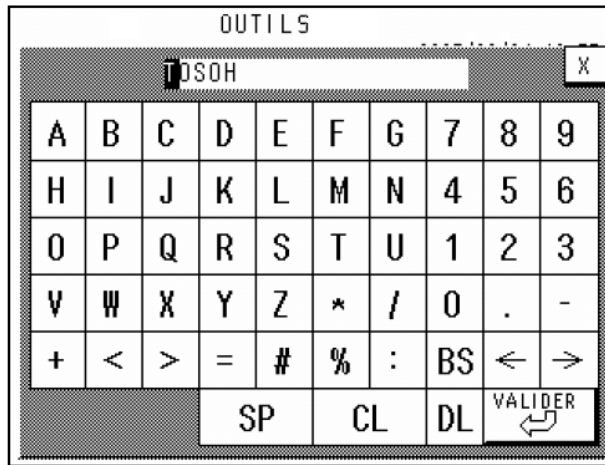 OUTILS
X
TOSOH
A B C D E F G 7 8 9
H I J K L M N 4 5 6
O P Q R S T U 1 2 3
V W X Y Z * / 0 . -
+ < > = # % : BS ← →
SP CL DL VALIDER